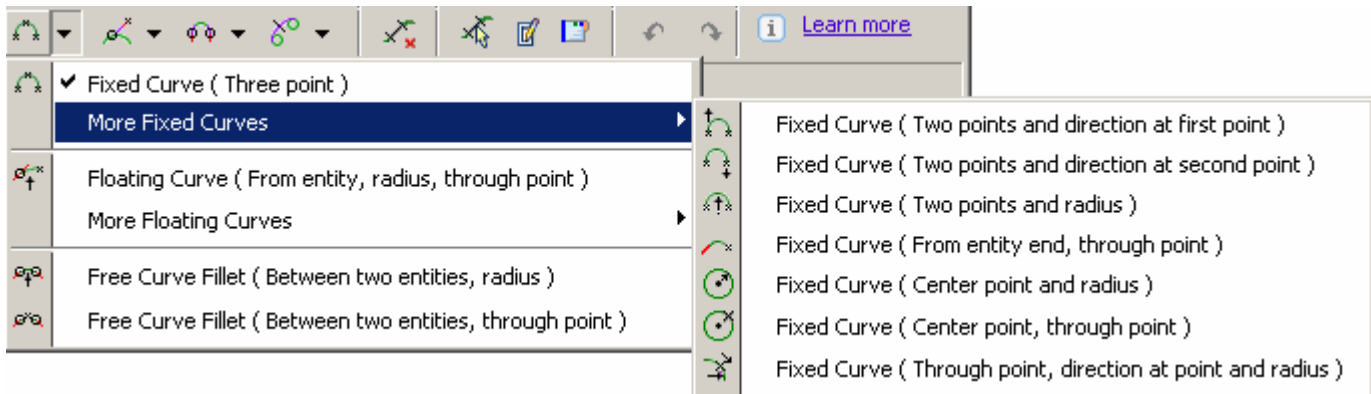 Learn more
Fixed Curve ( Three point )
More Fixed Curves
Floating Curve ( From entity, radius, through point )
More Floating Curves
Free Curve Fillet ( Between two entities, radius )
Free Curve Fillet ( Between two entities, through point )
Fixed Curve ( Two points and direction at first point )
Fixed Curve ( Two points and direction at second point )
Fixed Curve ( Two points and radius )
Fixed Curve ( From entity end, through point )
Fixed Curve ( Center point and radius )
Fixed Curve ( Center point, through point )
Fixed Curve ( Through point, direction at point and radius )